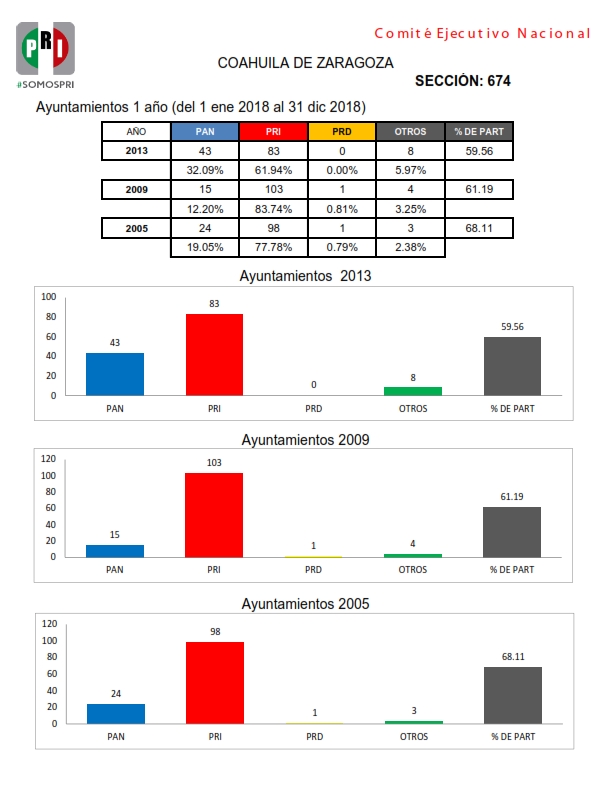 Comité Ejecutivo Nacional
PRI
#SOMOSPRI
COAHUILA DE ZARAGOZA
SECCIÓN: 674
Ayuntamientos 1 año (del 1 ene 2018 al 31 dic 2018)
AÑO PAN PRI PRD OTROS % DE PART
2013 43 83 0 8 59.56
32.09% 61.94% 0.00% 5.97%
2009 15 103 1 4 61.19
12.20% 83.74% 0.81% 3.25%
2005 24 98 1 3 68.11
19.05% 77.78% 0.79% 2.38%
Ayuntamientos 2013
100
80
60
40
20
0
43 83 0 8 59.56
PAN PRI PRD OTROS % DE PART
Ayuntamientos 2009
120
100
80
60
40
20
0
15 103 1 4 61.19
PAN PRI PRD OTROS % DE PART
Ayuntamientos 2005
120
100
80
60
40
20
0
24 98 1 3 68.11
PAN PRI PRD OTROS % DE PART